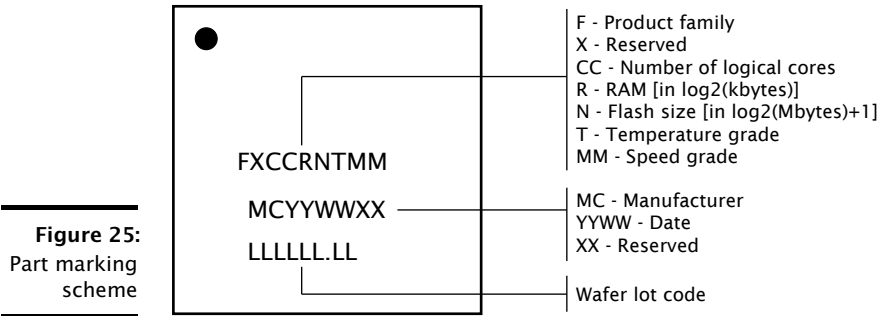 F - Product family
X - Reserved
CC - Number of logical cores
R - RAM [in log2(kbytes)]
N - Flash size [in log2(Mbytes)+1]
T - Temperature grade
MM - Speed grade
FXCCRNTMM
MCYYWWXX
MC - Manufacturer
YYWW - Date
XX - Reserved
LLLLLL.LL
Wafer lot code
Figure 25:
Part marking
scheme